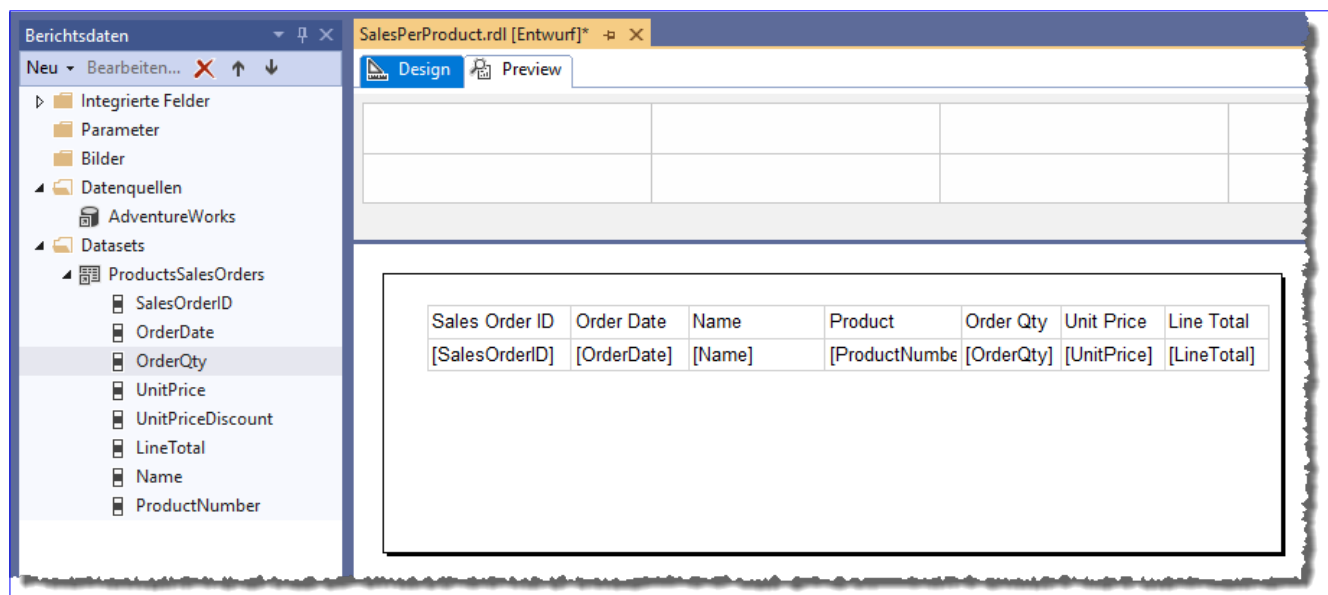 Berichtsdaten
Neu Bearbeiten...
Integrierte Felder
Parameter
Bilder
Datenquellen
AdventureWorks
Datasets
ProductsSalesOrders
SalesOrderID
OrderDate
OrderQty
UnitPrice
UnitPriceDiscount
LineTotal
Name
ProductNumber
SalesPerProduct.rdl [Entwurf]*
Design Preview
Sales Order ID Order Date Name Product Order Qty Unit Price Line Total
[SalesOrderID] [OrderDate] [Name] [ProductNumbe [OrderQty] [UnitPrice] [LineTotal]